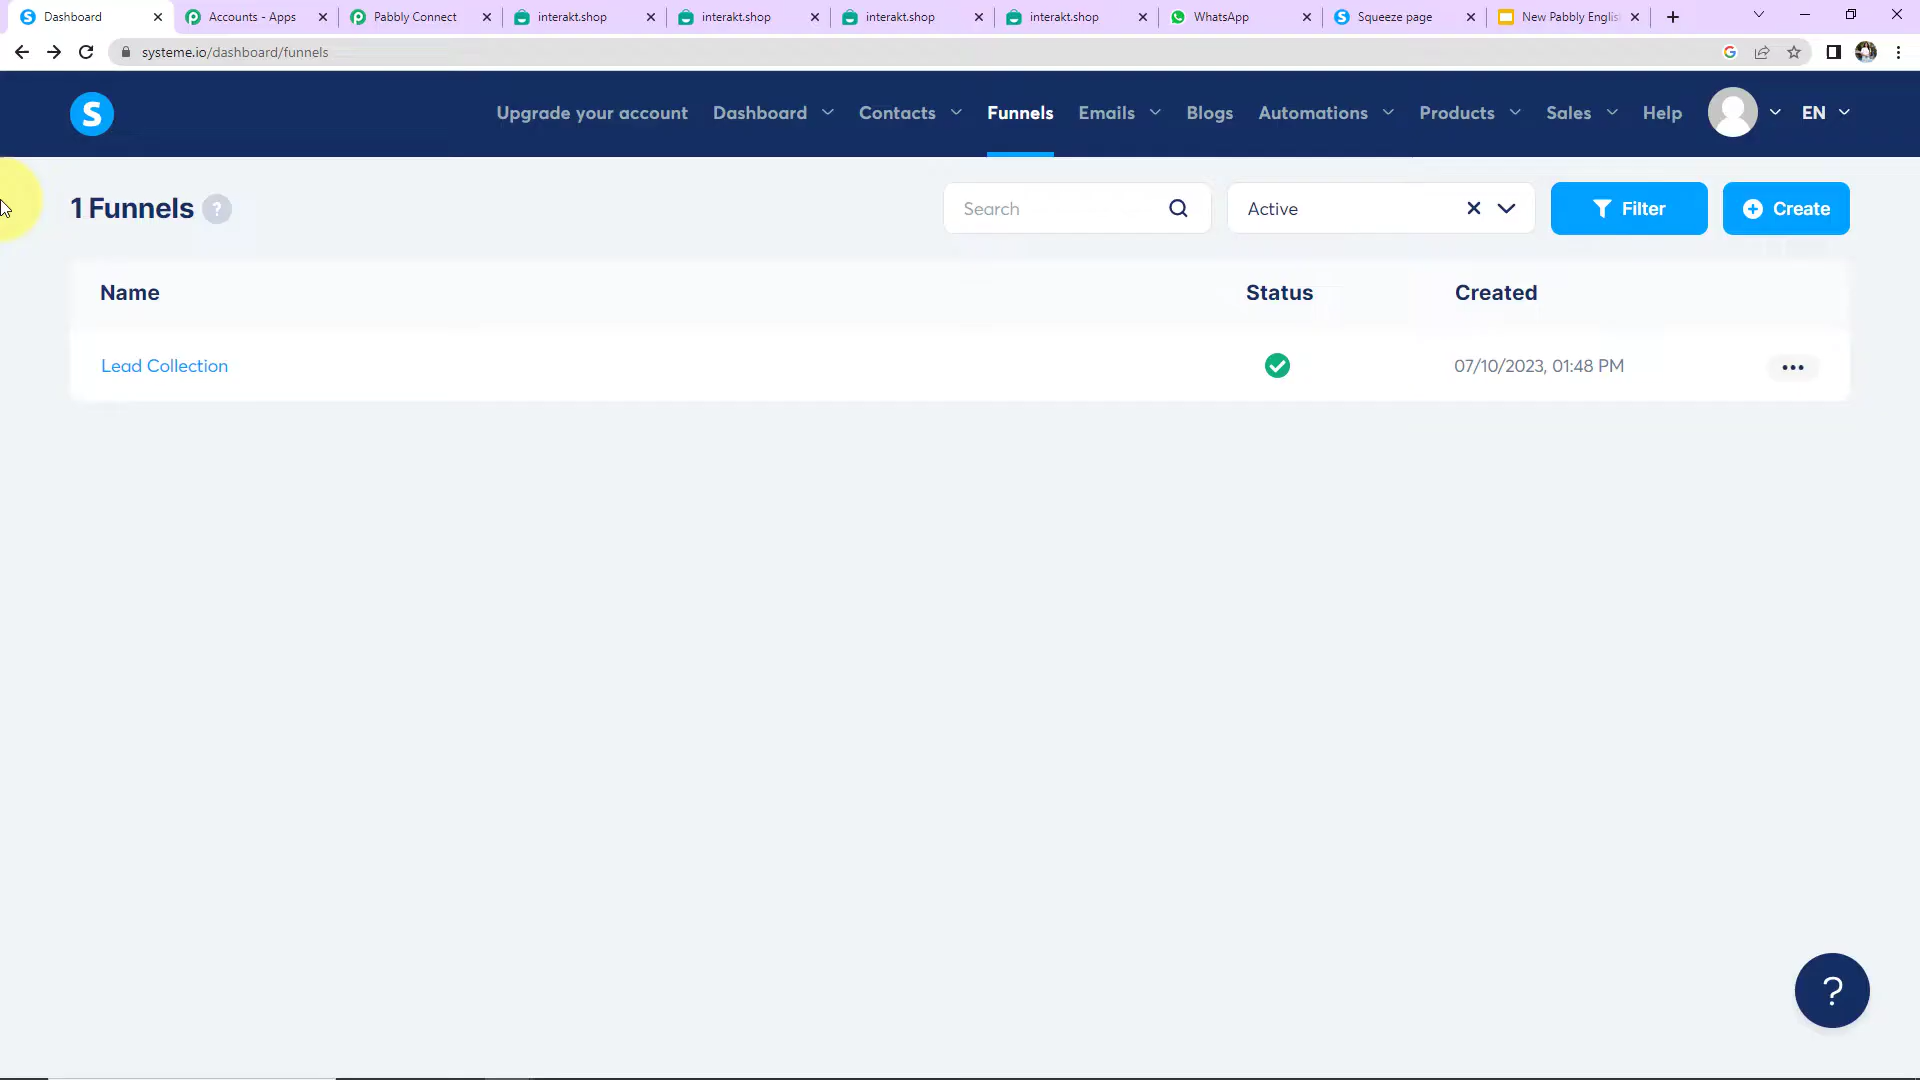 Dashboard
Accounts - Apps
Pabbly Connect
interakt.shop
interakt.shop
interakt.shop
interakt.shop
WhatsApp
Squeeze page
New Pabbly Englis
systeme.io/dashboard/funnels
S
Upgrade your account
Dashboard
Contacts
Funnels
Emails
Blogs
Automations
Products
Sales
Help
EN
1 Funnels ?
Search
Active
Filter
Create
Name
Status
Created
Lead Collection
07/10/2023, 01:48 PM
?